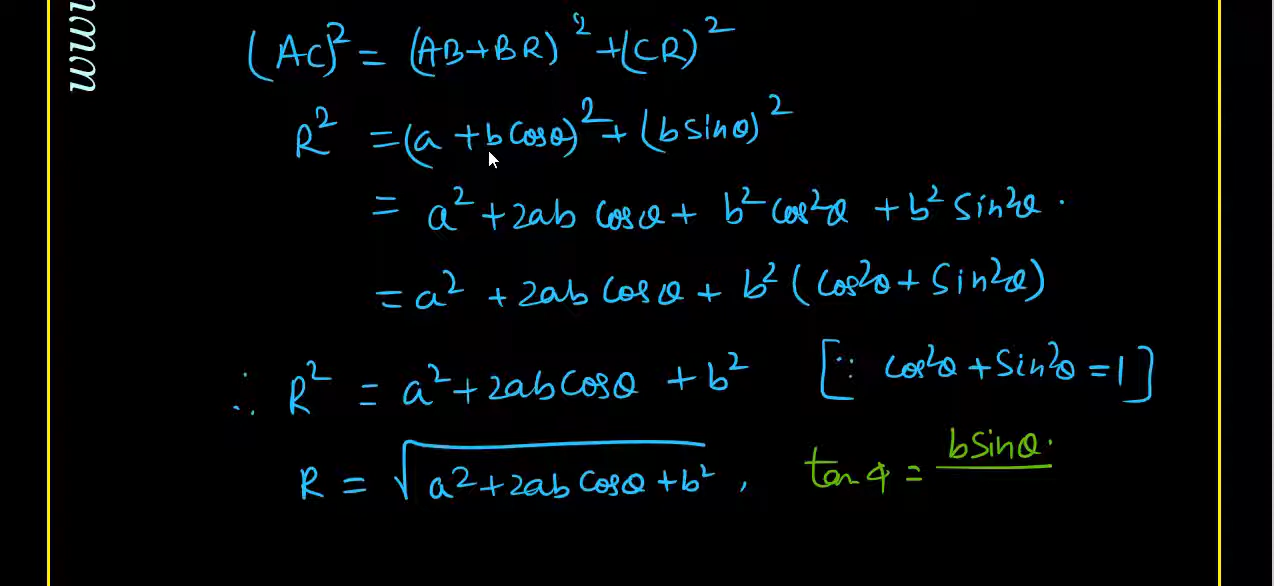 www
(AC)² = (AB+BR)² + (CR)²
R² = (a + b cosθ)² + (b sinθ)²
= a² + 2ab cosθ + b² cos²θ + b² sin²θ .
= a² + 2ab cosθ + b² (cos²θ + sin²θ)
∴ R² = a² + 2ab cosθ + b² [∵ cos²θ + sin²θ = 1]
R = √(a² + 2ab cosθ + b²) , tan φ = b sinθ .